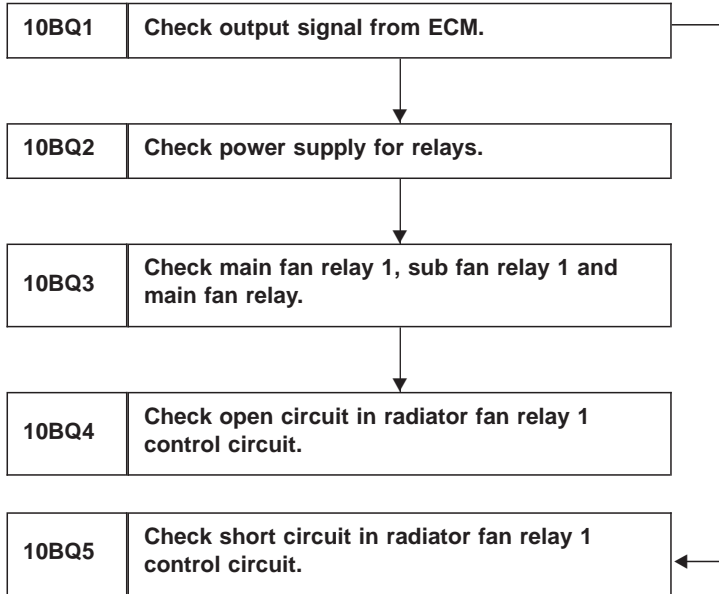 10BQ1 Check output signal from ECM.
10BQ2 Check power supply for relays.
10BQ3 Check main fan relay 1, sub fan relay 1 and
main fan relay.
10BQ4 Check open circuit in radiator fan relay 1
control circuit.
10BQ5 Check short circuit in radiator fan relay 1
control circuit.